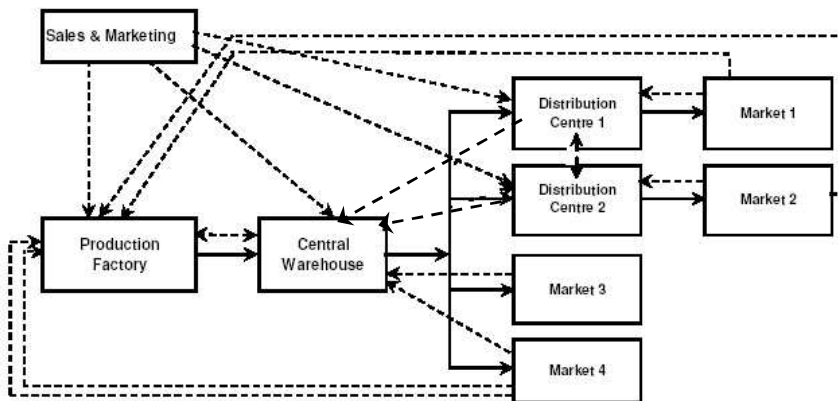 Sales & Marketing
Distribution
Centre 1
Market 1
Distribution
Centre 2
Market 2
Production
Factory
Central
Warehouse
Market 3
Market 4